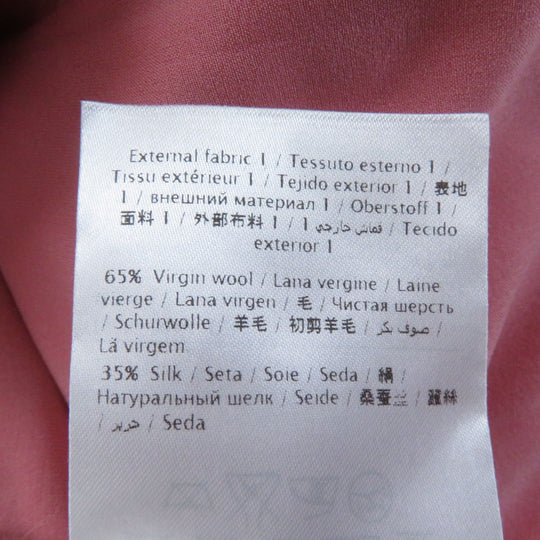 External fabric 1 / Tessuto esterno 1 /
Tissu extérieur 1 / Tejido exterior 1 / 表地
1 / внешний материал 1 / Oberstoff 1 /
面料 1 / 外部布料 1 / 1 قماش خارجي / Tecido
exterior 1
65% Virgin wool / Lana vergine / Laine
vierge / Lana virgen / 毛 / Чистая шерсть
/ Schurwolle / 羊毛 / 初剪羊毛 / صوف بكر /
Lã virgem
35% Silk / Seta / Soie / Seda / 絹 /
Натуральный шелк / Seide / 桑蚕丝 / 蠶絲
/ حرير / Seda